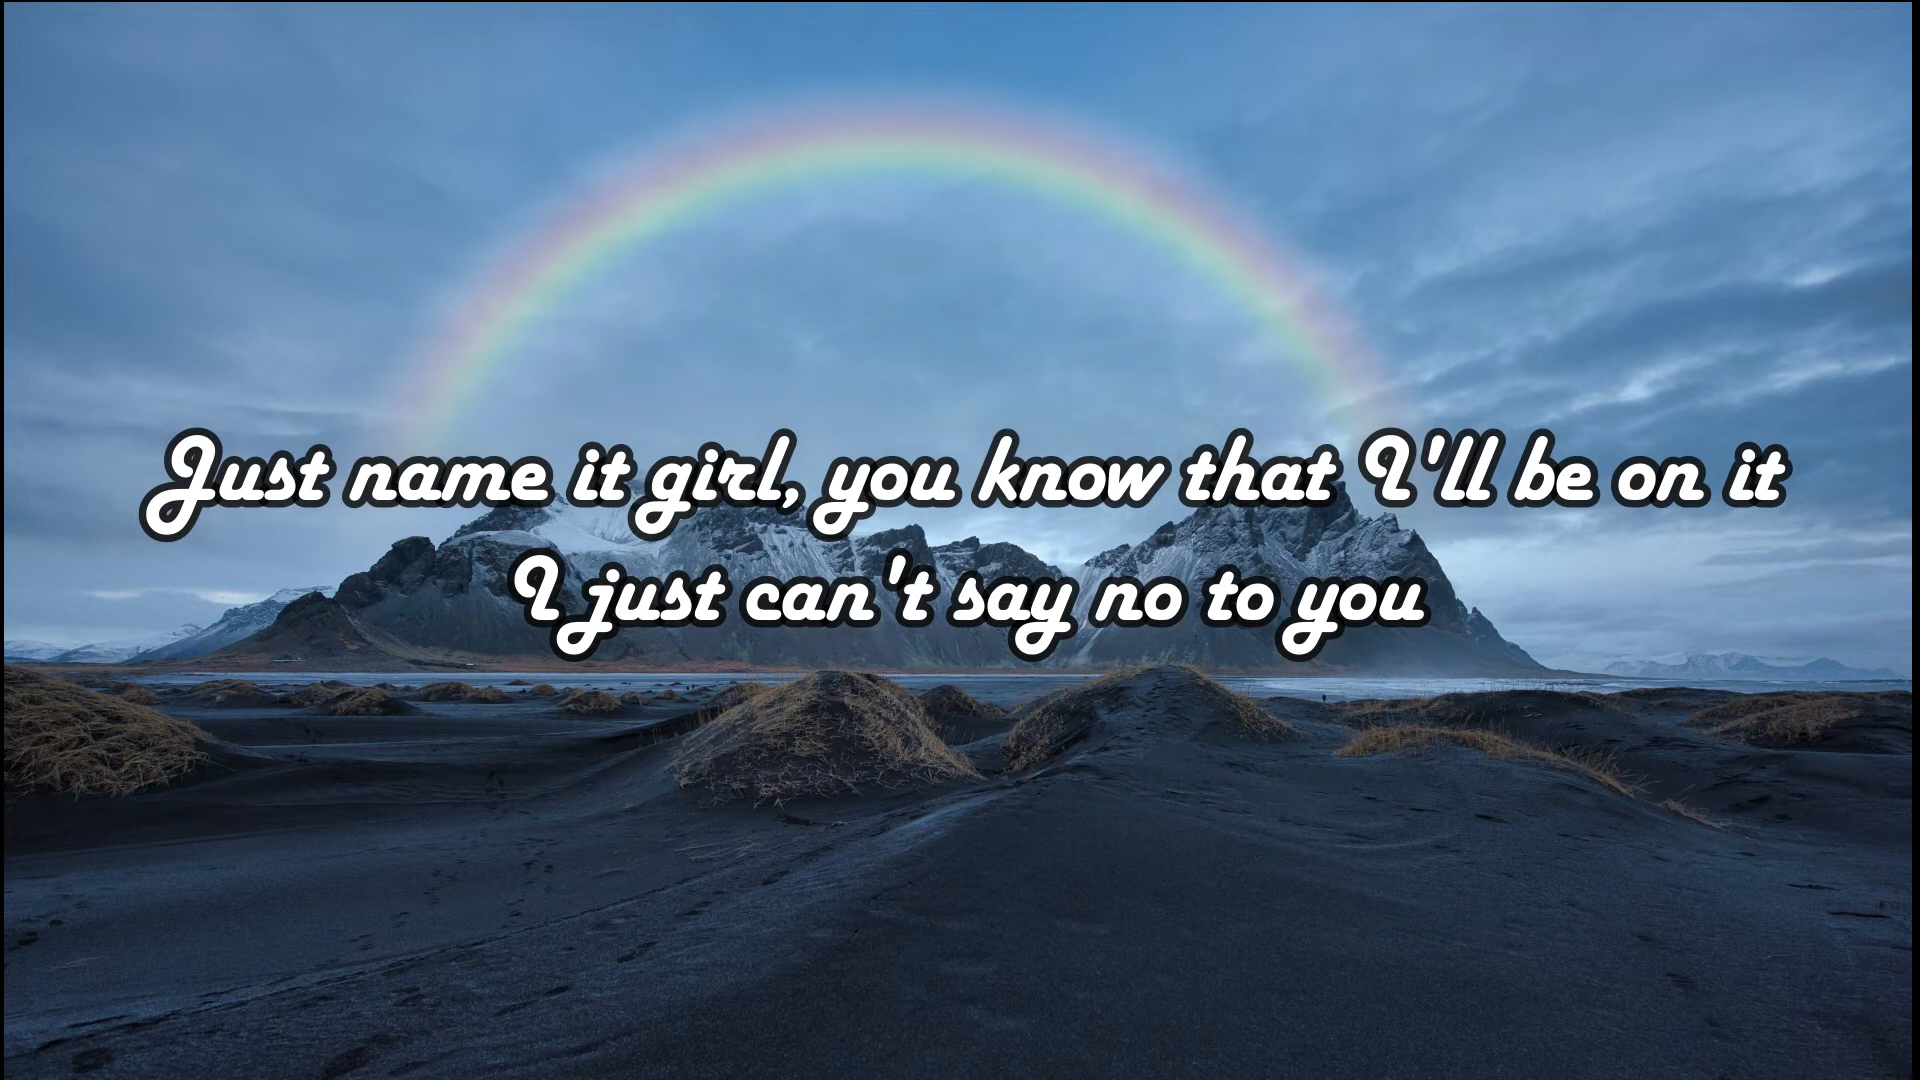 Just name it girl, you know that I'll be on it
I just can't say no to you